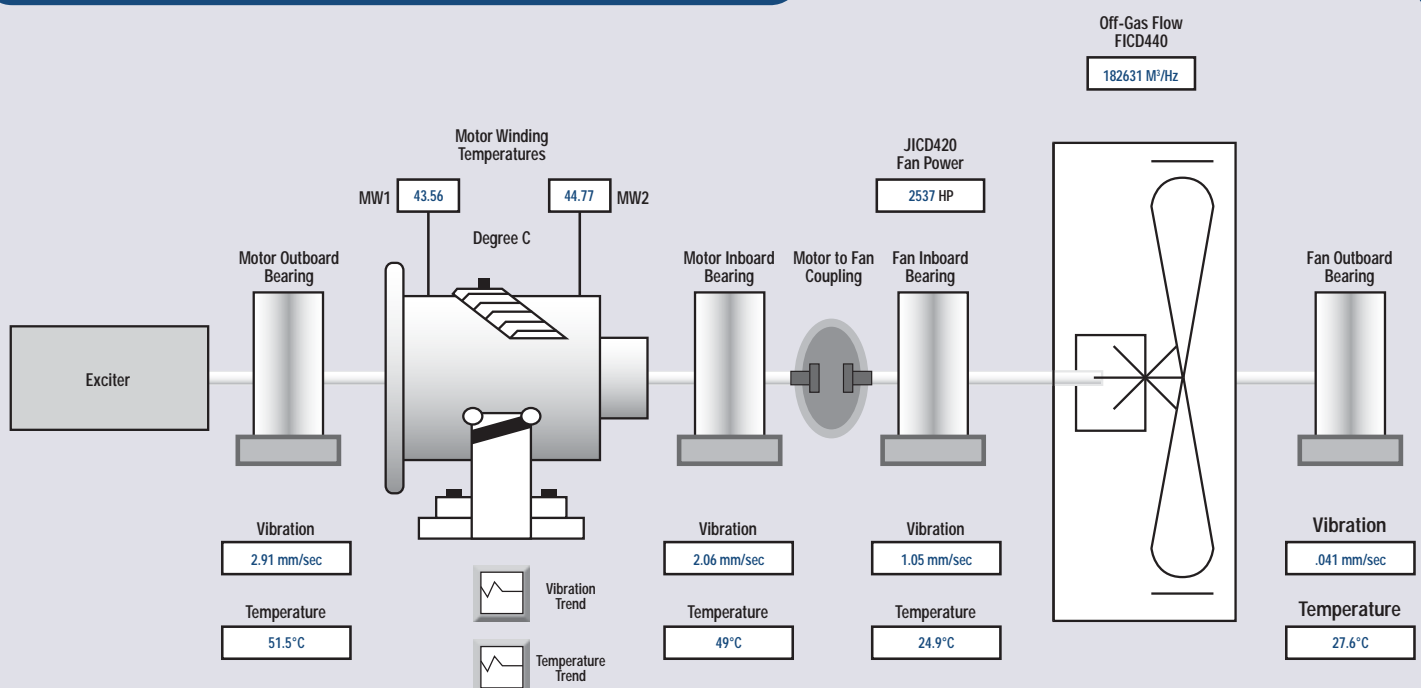 Off-Gas Flow
FICD440
182631 M³/Hz
Motor Winding
Temperatures
MW1 43.56
44.77 MW2
Degree C
JICD420
Fan Power
2537 HP
Motor Outboard
Bearing
Motor Inboard
Bearing
Motor to Fan
Coupling
Fan Inboard
Bearing
Fan Outboard
Bearing
Exciter
Vibration
2.91 mm/sec
Temperature
51.5°C
Vibration
Trend
Temperature
Trend
Vibration
2.06 mm/sec
Temperature
49°C
Vibration
1.05 mm/sec
Temperature
24.9°C
Vibration
.041 mm/sec
Temperature
27.6°C